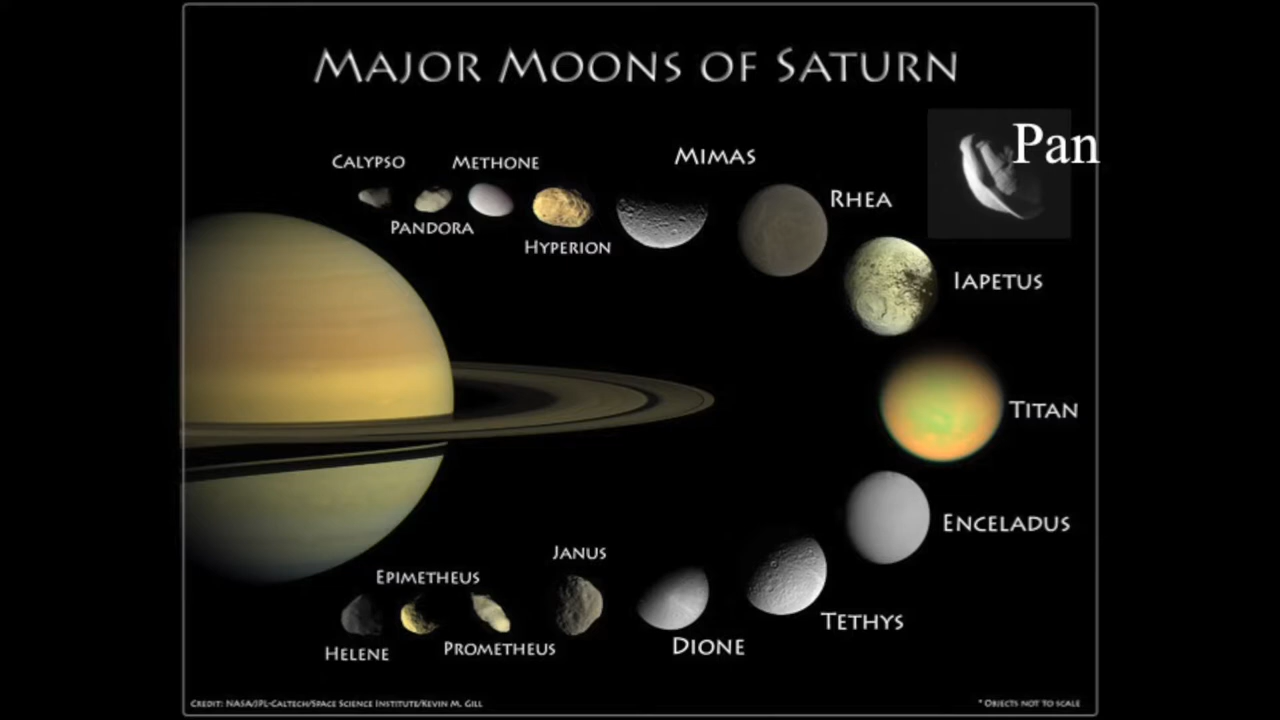 Major Moons of Saturn
Pan
Calypso
Methone
Mimas
Rhea
Pandora
Hyperion
Iapetus
Titan
Enceladus
Janus
Epimetheus
Tethys
Dione
Prometheus
Helene
Credit: NASA/JPL-Caltech/Space Science Institute/Kevin M. Gill
* Objects not to scale